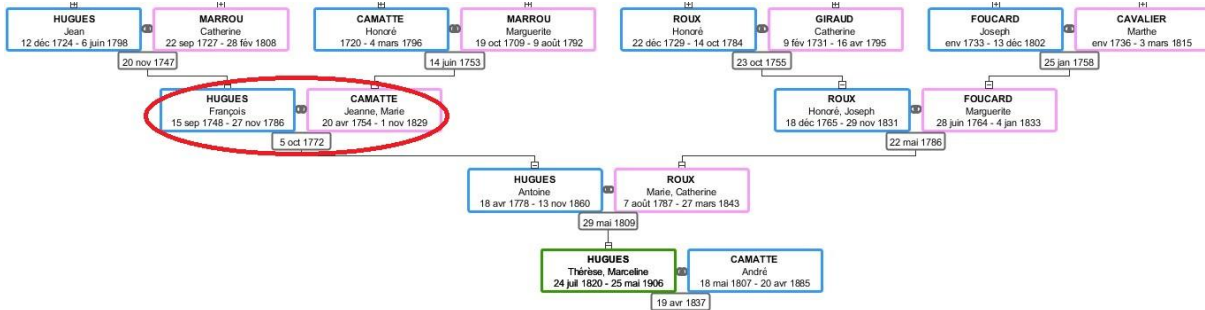 HUGUES
Jean
12 déc 1724 - 6 juin 1798
MARROU
Catherine
22 sep 1727 - 28 fév 1808
20 nov 1747
CAMATTE
Honoré
1720 - 4 mars 1796
MARROU
Marguerite
19 oct 1709 - 9 août 1792
14 juin 1753
ROUX
Honoré
22 déc 1729 - 14 oct 1784
GIRAUD
Catherine
9 fév 1731 - 16 avr 1795
23 oct 1755
FOUCARD
Joseph
env 1733 - 13 déc 1802
CAVALIER
Marthe
env 1736 - 3 mars 1815
25 jan 1758
HUGUES
François
15 sep 1748 - 27 nov 1786
CAMATTE
Jeanne, Marie
20 avr 1754 - 1 nov 1829
5 oct 1772
ROUX
Honoré, Joseph
18 déc 1765 - 29 nov 1831
FOUCARD
Marguerite
28 juin 1764 - 4 jan 1833
22 mai 1786
HUGUES
Antoine
18 avr 1778 - 13 nov 1860
ROUX
Marie, Catherine
7 août 1787 - 27 mars 1843
29 mai 1809
HUGUES
Thérèse, Marceline
24 juil 1820 - 25 mai 1906
CAMATTE
André
18 mai 1807 - 20 avr 1885
19 avr 1837